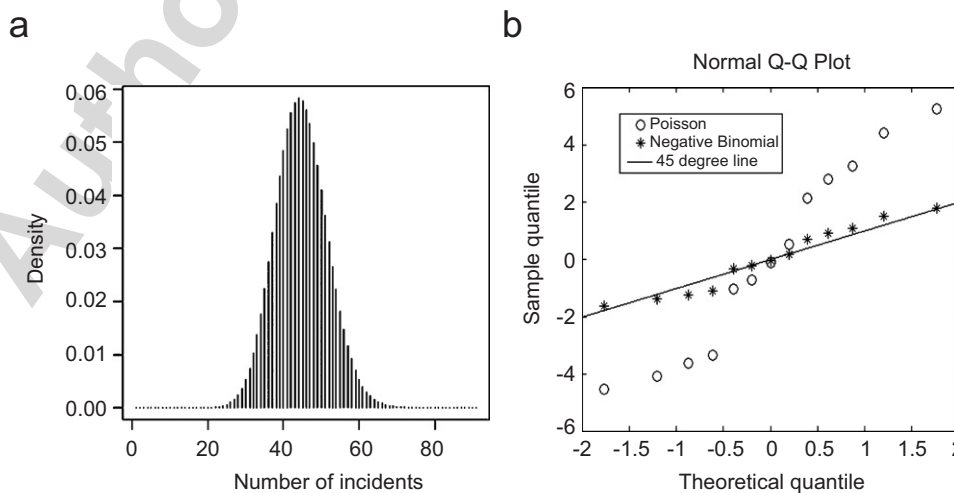 a
Autho
0.06
0.05
0.04
0.03
0.02
0.01
0.00
Density
0
20
40
60
80
Number of incidents
b
Normal Q-Q Plot
6
4
2
0
-2
-4
-6
Sample quantile
Poisson
Negative Binomial
45 degree line
-2
-1.5
-1
-0.5
0
0.5
1
1.5
2
Theoretical quantile